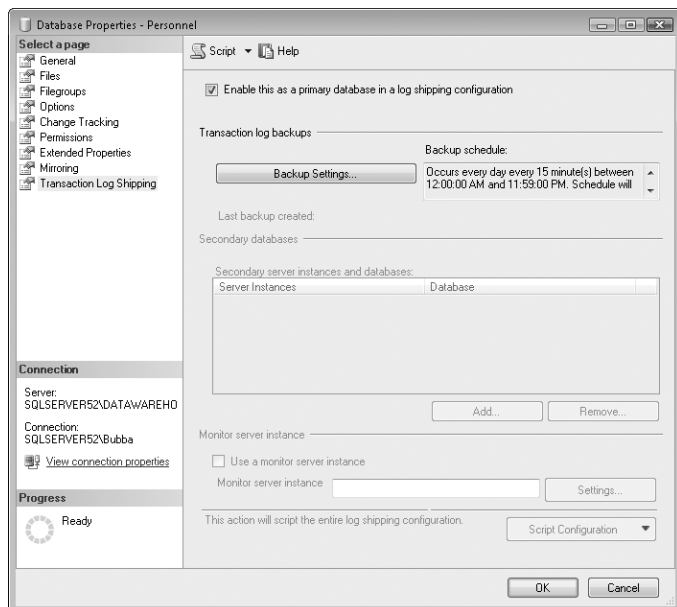 Database Properties - Personnel
Select a page
General
Files
Filegroups
Options
Change Tracking
Permissions
Extended Properties
Mirroring
Transaction Log Shipping
Connection
Server:
SQLSERVER52\DATAWAREHO
Connection:
SQLSERVER52\Bubba
View connection properties
Progress
Ready
Script
Help
Enable this as a primary database in a log shipping configuration
Transaction log backups
Backup schedule:
Backup Settings...
Occurs every day every 15 minute(s) between
12:00:00 AM and 11:59:00 PM. Schedule will
Last backup created:
Secondary databases
Secondary server instances and databases:
Server Instances Database
Add... Remove...
Monitor server instance
Use a monitor server instance
Monitor server instance
Settings...
This action will script the entire log shipping configuration.
Script Configuration
OK Cancel